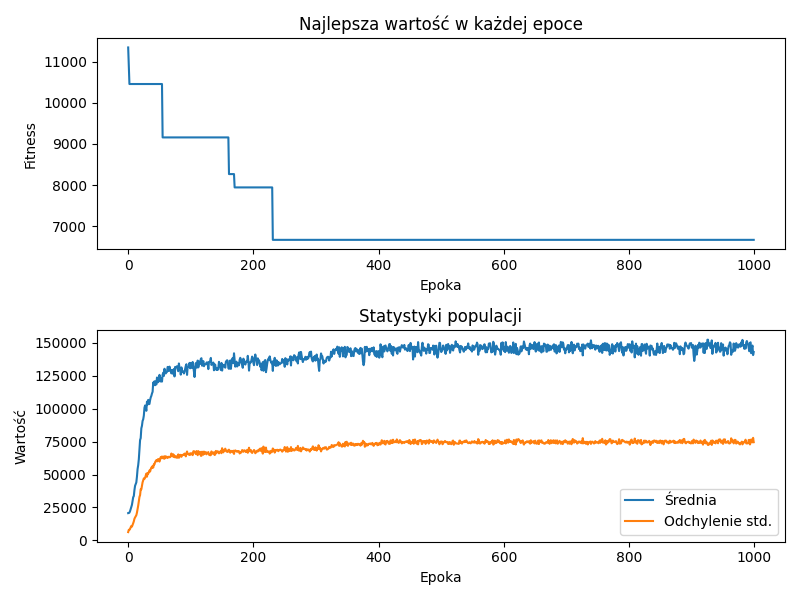 Najlepsza wartość w każdej epoce
11000
10000
9000
8000
7000
Fitness
0 200 400 600 800 1000
Epoka
Statystyki populacji
150000
125000
100000
75000
50000
25000
0
Wartość
Średnia
Odchylenie std.
0 200 400 600 800 1000
Epoka